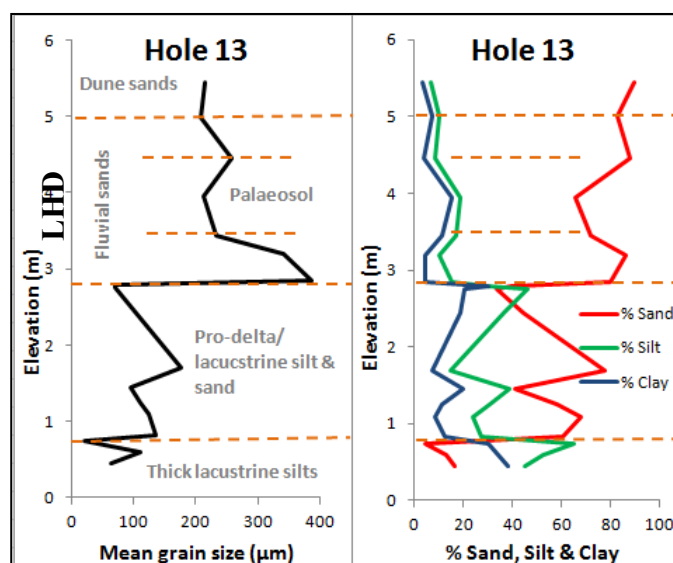 Hole 13
6
5
4
3
2
1
0
Elevation (m)
LHD
Dune sands
Fluvial sands
Palaeosol
Pro-delta/
lacucstrine silt &
sand
Thick lacustrine silts
0 100 200 300 400
Mean grain size (µm)
Hole 13
6
5
4
3
2
1
0
Elevation (m)
% Sand
% Silt
% Clay
0 20 40 60 80 100
% Sand, Silt & Clay